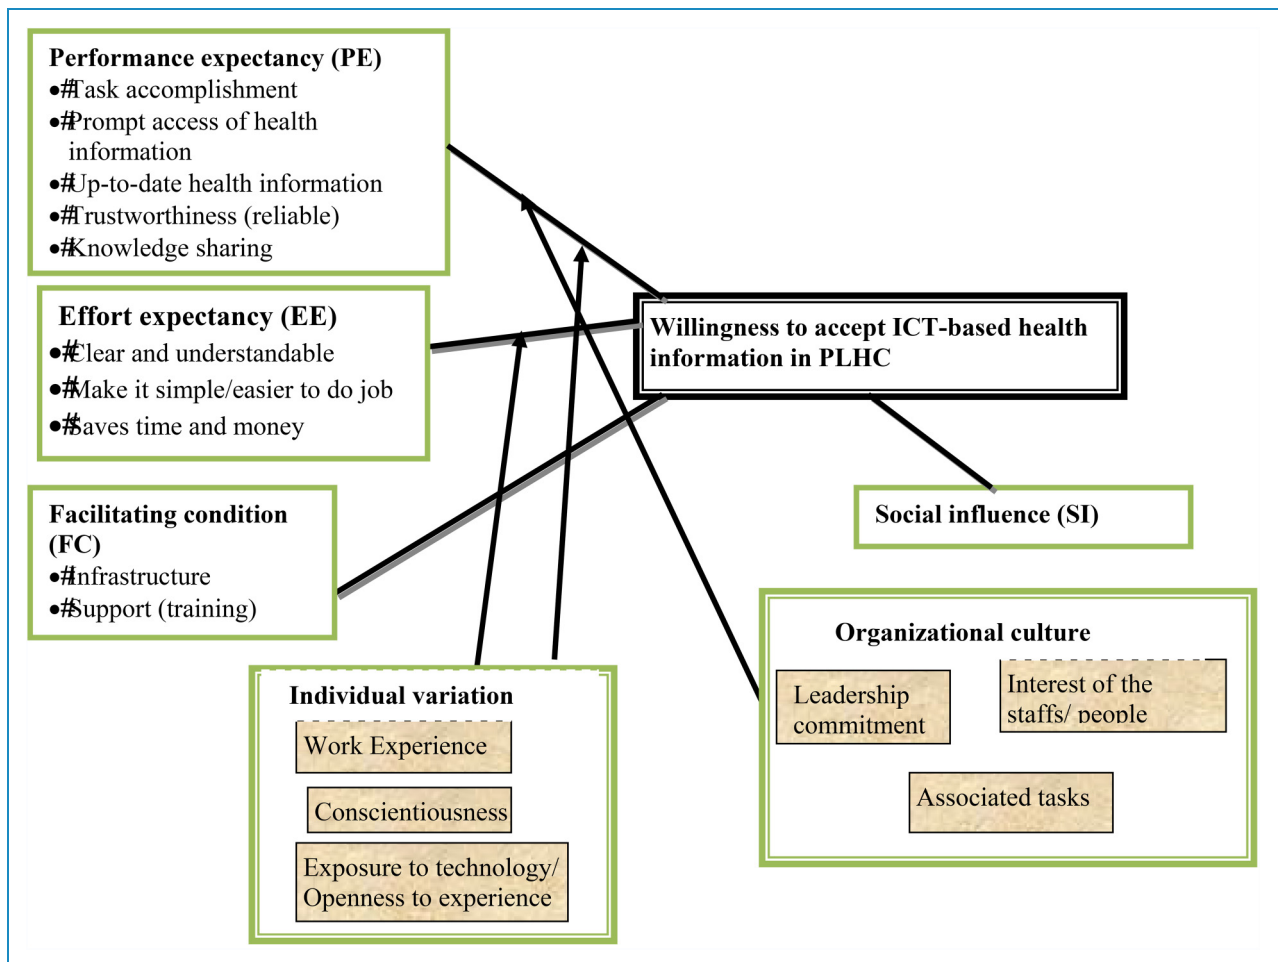 Performance expectancy (PE)
•#Task accomplishment
•#Prompt access of health
information
•#Up-to-date health information
•#Trustworthiness (reliable)
•#Knowledge sharing
Effort expectancy (EE)
•#Clear and understandable
•#Make it simple/easier to do job
•#Saves time and money
Willingness to accept ICT-based health
information in PLHC
Facilitating condition
(FC)
•#Infrastructure
•#Support (training)
Social influence (SI)
Individual variation
Work Experience
Conscientiousness
Exposure to technology/
Openness to experience
Organizational culture
Leadership
commitment
Interest of the
staffs/ people
Associated tasks